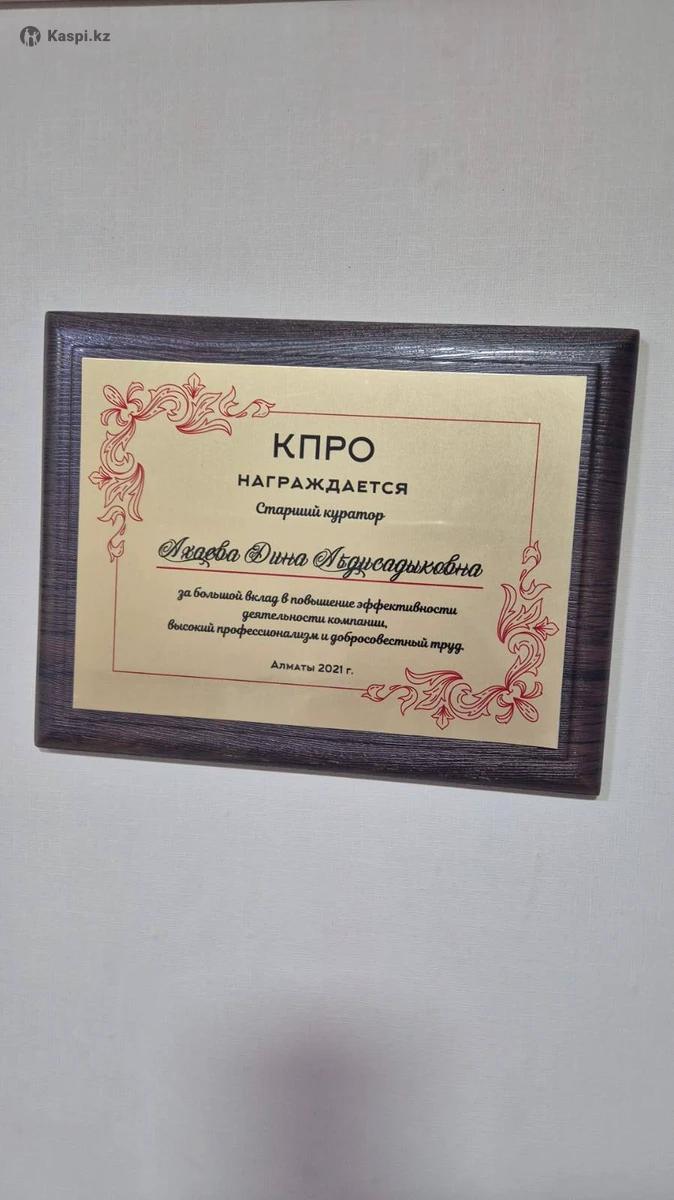 Kaspi.kz
КПРО
НАГРАЖДАЕТСЯ
Старший куратор
Ахаева Дина Абдисадыковна
за большой вклад в повышение эффективности
деятельности компании,
высокий профессионализм и добросовестный труд.
Алматы 2021 г.